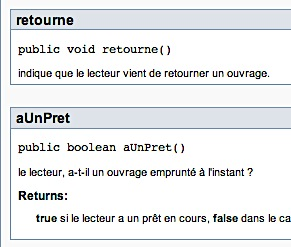 retourne
public void retourne()
indique que le lecteur vient de retourner un ouvrage.
aUnPret
public boolean aUnPret()
le lecteur, a-t-il un ouvrage emprunté à l'instant ?
Returns:
true si le lecteur a un prêt en cours, false dans le ca